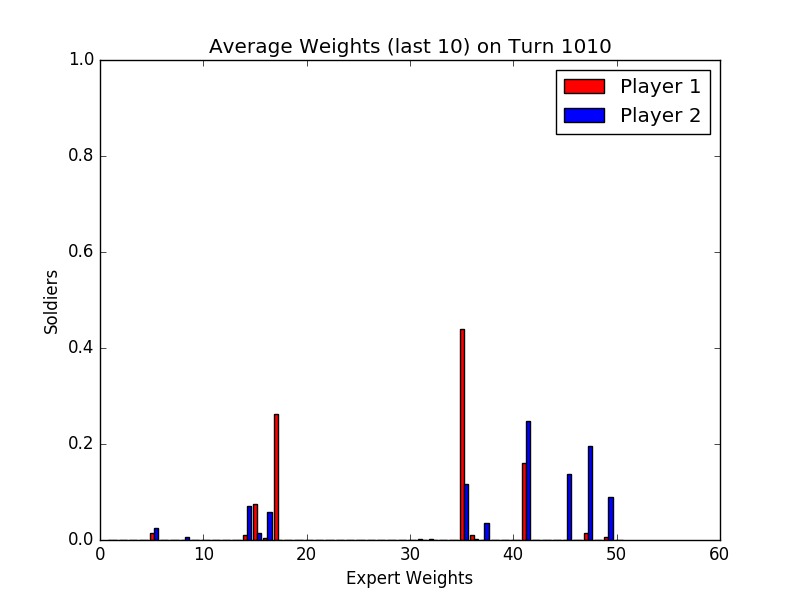 Average Weights (last 10) on Turn 1010
1.0
Player 1
Player 2
0.8
0.6
Soldiers
0.4
0.2
0.0
0 10 20 30 40 50 60
Expert Weights